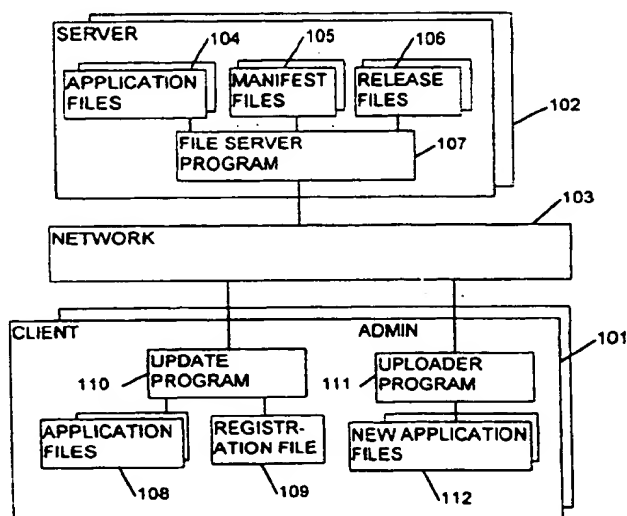 SERVER
104
105
106
APPLICATION
FILES
MANIFEST
FILES
RELEASE
FILES
102
FILE SERVER
PROGRAM
107
103
NETWORK
CLIENT
ADMIN
101
110
UPDATE
PROGRAM
111
UPLOADER
PROGRAM
APPLICATION
FILES
REGISTR-
ATION FILE
NEW APPLICATION
FILES
108
109
112